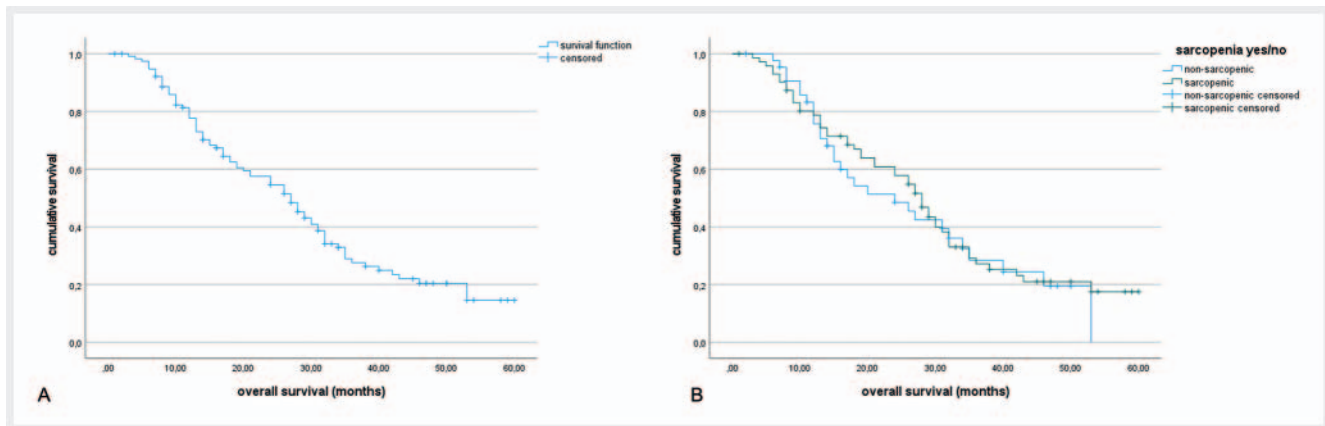 survival function
censored
1,0
0,8
0,6
0,4
0,2
0,0
cumulative survival
,00 10,00 20,00 30,00 40,00 50,00 60,00
overall survival (months)
A
sarcopenia yes/no
non-sarcopenic
sarcopenic
non-sarcopenic censored
sarcopenic censored
1,0
0,8
0,6
0,4
0,2
0,0
cumulative survival
,00 10,00 20,00 30,00 40,00 50,00 60,00
overall survival (months)
B